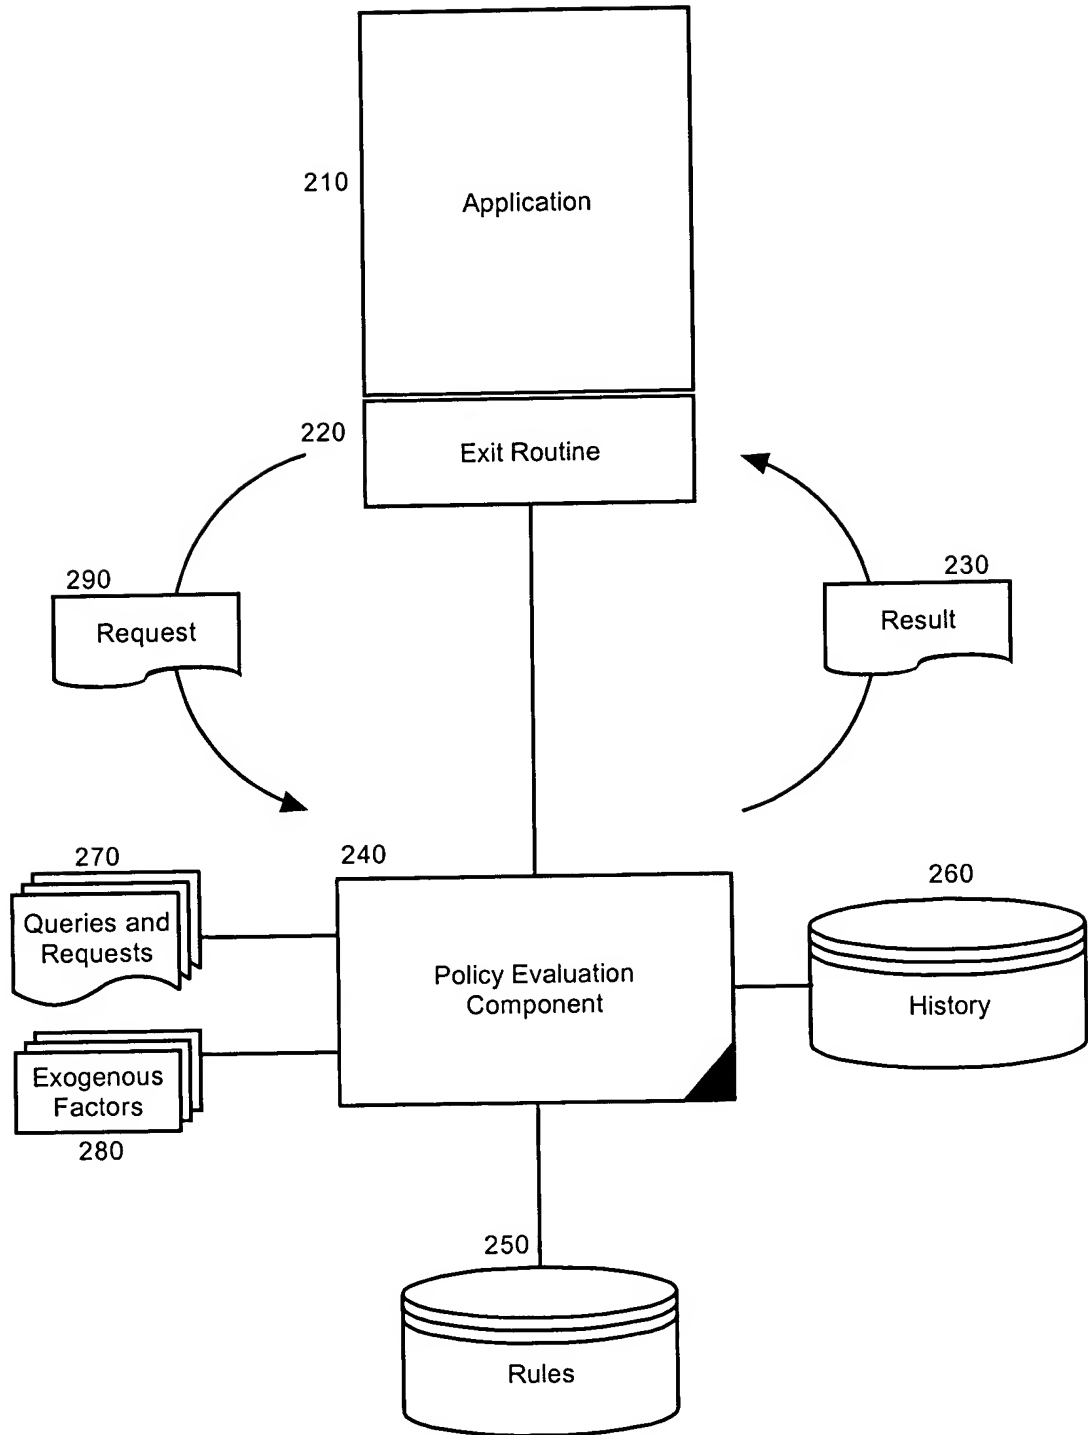 210
Application
220
Exit Routine
290
Request
230
Result
270
Queries and
Requests
240
Policy Evaluation
Component
260
History
Exogenous
Factors
280
250
Rules